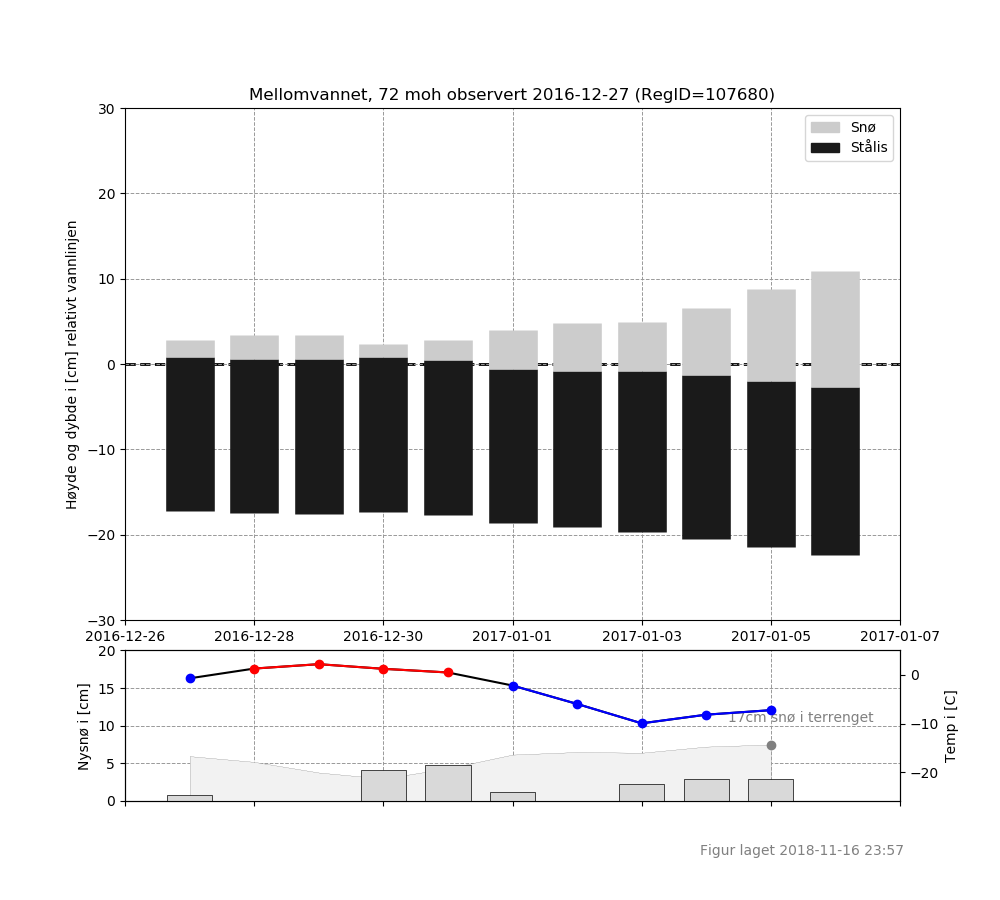 Mellomvannet, 72 moh observert 2016-12-27 (RegID=107680)
Snø
Stålis
Høyde og dybde i [cm] relativt vannlinjen
30
20
10
0
−10
−20
−30
2016-12-26 2016-12-28 2016-12-30 2017-01-01 2017-01-03 2017-01-05 2017-01-07
Nysnø i [cm]
20
15
10
5
0
17cm snø i terrenget
0
−10
−20
Temp i [C]
Figur laget 2018-11-16 23:57